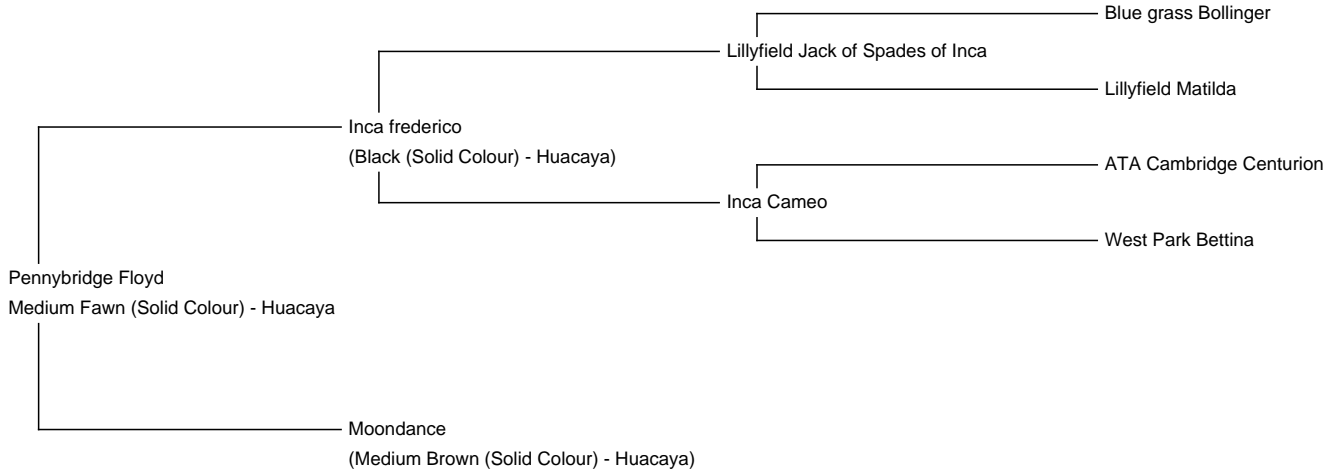 Blue grass Bollinger
Lillyfield Jack of Spades of Inca
Lillyfield Matilda
Inca frederico
(Black (Solid Colour) - Huacaya)
ATA Cambridge Centurion
Inca Cameo
West Park Bettina
Pennybridge Floyd
Medium Fawn (Solid Colour) - Huacaya
Moondance
(Medium Brown (Solid Colour) - Huacaya)